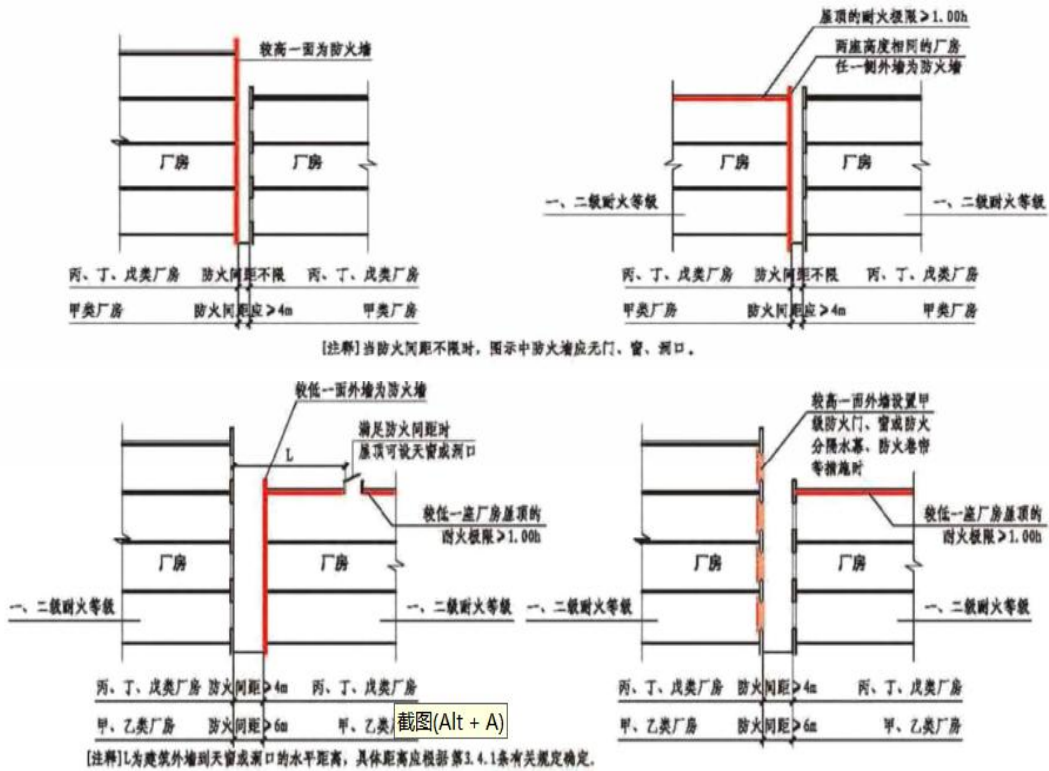 较高一面为防火墙
厂房
厂房
丙、丁、戊类厂房 防火间距不限 丙、丁、戊类厂房
甲类厂房 防火间距应≥4m 甲类厂房
屋顶的耐火极限≥1.00h
两座高度相同的厂房
任一侧外墙为防火墙
厂房
厂房
一、二级耐火等级
一、二级耐火等级
丙、丁、戊类厂房 防火间距不限 丙、丁、戊类厂房
甲类厂房 防火间距应≥4m 甲类厂房
[注释]当防火间距不限时，图示中防火墙应无门、窗、洞口。
较低一面外墙为防火墙
满足防火间距时
屋顶可设天窗或洞口
L
较低一座厂房屋顶的
耐火极限≥1.00h
厂房
厂房
一、二级耐火等级
一、二级耐火等级
丙、丁、戊类厂房 防火间距≥4m 丙、丁、戊类厂房
甲、乙类厂房 防火间距≥6m 甲、乙类
截图(Alt + A)
较高一面外墙设置甲
级防火门、窗或防火
分隔水幕、防火卷帘
等措施时
较低一座厂房屋顶的
耐火极限≥1.00h
厂房
厂房
一、二级耐火等级
一、二级耐火等级
丙、丁、戊类厂房 防火间距≥4m 丙、丁、戊类厂房
甲、乙类厂房 防火间距≥6m 甲、乙类厂房
[注释]L为建筑外墙到天窗或洞口的水平距离，具体距离应根据第3.4.1条有关规定确定。